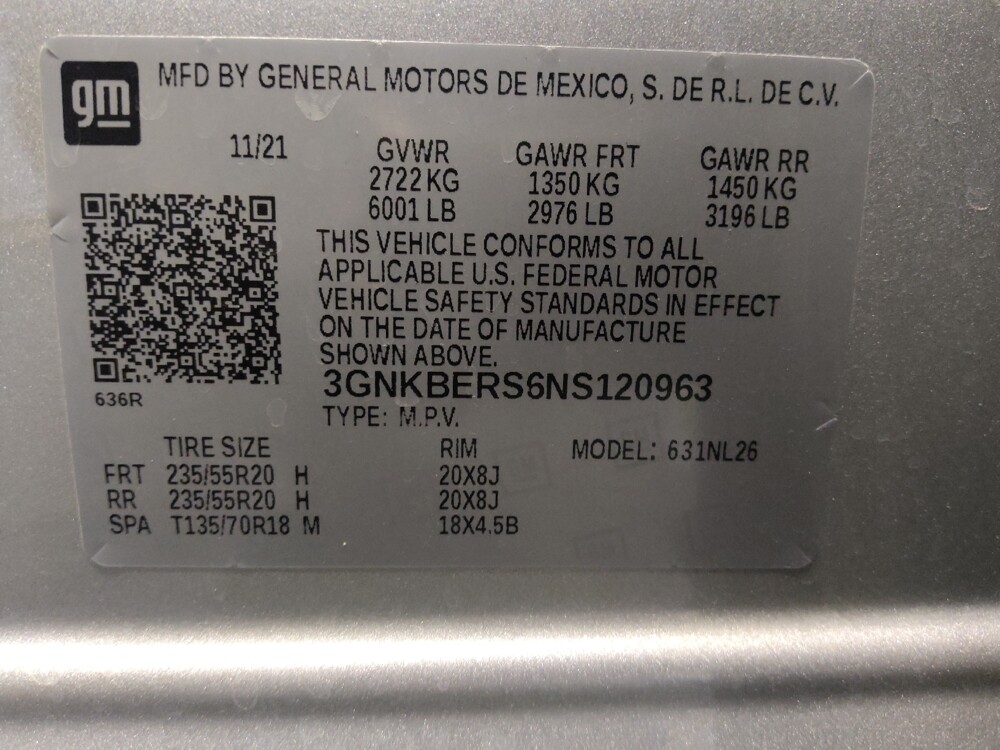 gm
MFD BY GENERAL MOTORS DE MEXICO, S. DE R.L. DE C.V.
11/21 GVWR GAWR FRT GAWR RR
2722 KG 1350 KG 1450 KG
6001 LB 2976 LB 3196 LB
THIS VEHICLE CONFORMS TO ALL
APPLICABLE U.S. FEDERAL MOTOR
VEHICLE SAFETY STANDARDS IN EFFECT
ON THE DATE OF MANUFACTURE
SHOWN ABOVE.
3GNKBERS6NS120963
636R
TYPE: M.P.V.
TIRE SIZE RIM MODEL: 631NL26
FRT 235/55R20 H 20X8J
RR 235/55R20 H 20X8J
SPA T135/70R18 M 18X4.5B